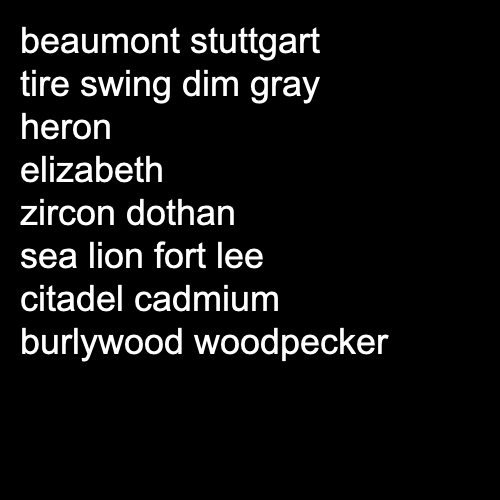 beaumont stuttgart
tire swing dim gray
heron
elizabeth
zircon dothan
sea lion fort lee
citadel cadmium
burlywood woodpecker